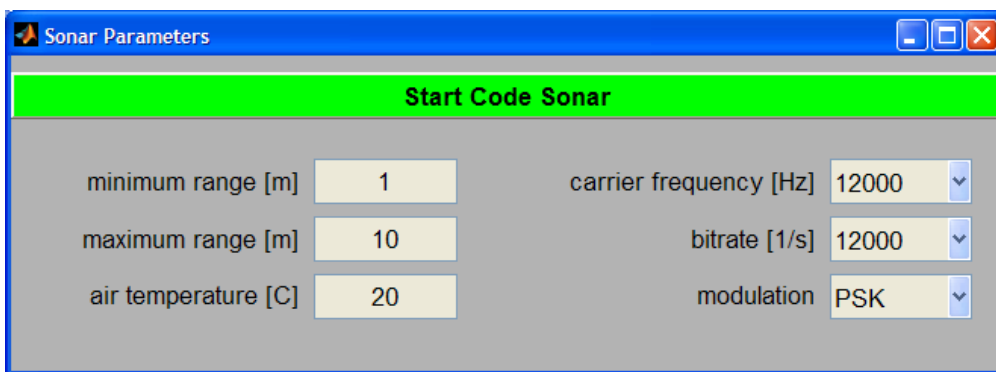 Sonar Parameters
Start Code Sonar
minimum range [m] 1 carrier frequency [Hz] 12000
maximum range [m] 10 bitrate [1/s] 12000
air temperature [C] 20 modulation PSK